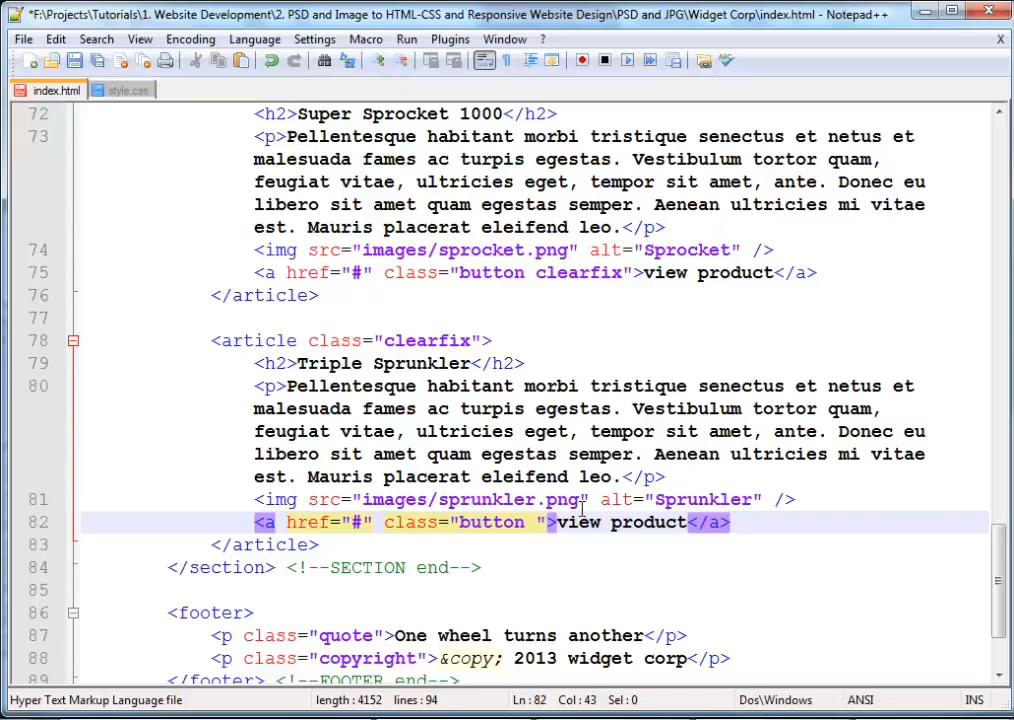 *F:\Projects\Tutorials\1. Website Development\2. PSD and Image to HTML-CSS and Responsive Website Design\PSD and JPG\Widget Corp\index.html - Notepad++
File Edit Search View Encoding Language Settings Macro Run Plugins Window ? X
index.html style.css
72 <h2>Super Sprocket 1000</h2>
73 <p>Pellentesque habitant morbi tristique senectus et netus et
malesuada fames ac turpis egestas. Vestibulum tortor quam,
feugiat vitae, ultricies eget, tempor sit amet, ante. Donec eu
libero sit amet quam egestas semper. Aenean ultricies mi vitae
est. Mauris placerat eleifend leo.</p>
74 <img src="images/sprocket.png" alt="Sprocket" />
75 <a href="#" class="button clearfix">view product</a>
76 </article>
77
78 <article class="clearfix">
79 <h2>Triple Sprunkler</h2>
80 <p>Pellentesque habitant morbi tristique senectus et netus et
malesuada fames ac turpis egestas. Vestibulum tortor quam,
feugiat vitae, ultricies eget, tempor sit amet, ante. Donec eu
libero sit amet quam egestas semper. Aenean ultricies mi vitae
est. Mauris placerat eleifend leo.</p>
81 <img src="images/sprunkler.png" alt="Sprunkler" />
82 <a href="#" class="button ">view product</a>
83 </article>
84 </section> <!--SECTION end-->
85
86 <footer>
87 <p class="quote">One wheel turns another</p>
88 <p class="copyright">&copy; 2013 widget corp</p>
89 </footer> <!--FOOTER end-->
Hyper Text Markup Language file length : 4152 lines : 94 Ln : 82 Col : 43 Sel : 0 Dos\Windows ANSI INS